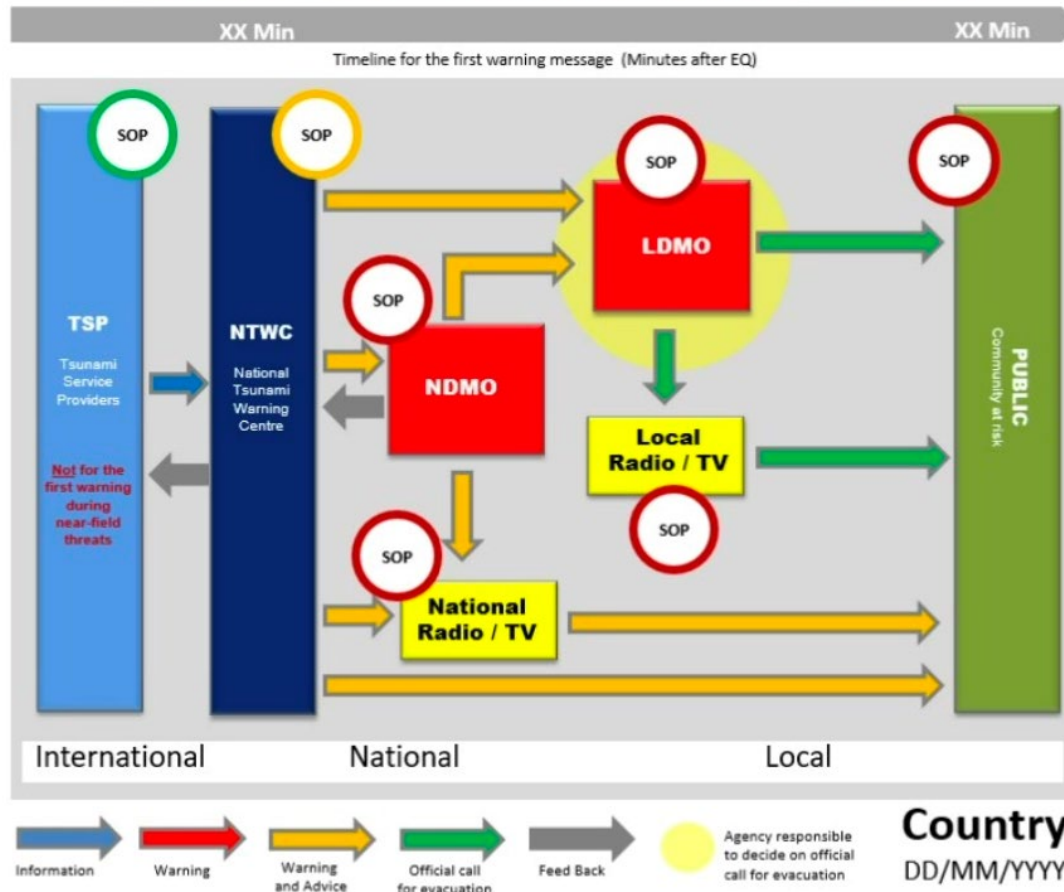 XX Min
XX Min
Timeline for the first warning message (Minutes after EQ)
SOP
SOP
SOP
SOP
LDMO
SOP
TSP
Tsunami
Service
Providers
Not for the
first warning
during
near-field
threats
NTWC
National
Tsunami
Warning
Centre
NDMO
PUBLIC
Community at risk
Local
Radio / TV
SOP
SOP
National
Radio / TV
International
National
Local
Information
Warning
Warning
and Advice
Official call
for evacuation
Feed Back
Agency responsible
to decide on official
call for evacuation
Country
DD/MM/YYYY